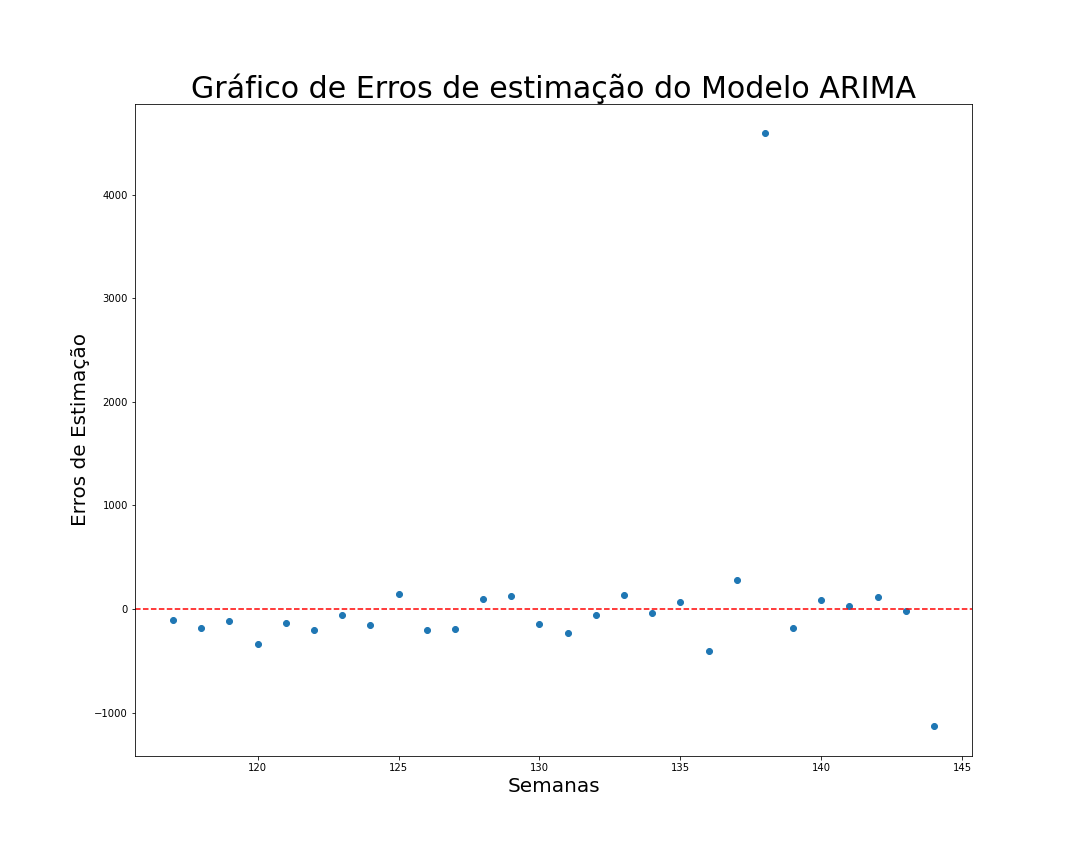 Gráfico de Erros de estimação do Modelo ARIMA
Erros de Estimação
4000
3000
2000
1000
0
−1000
120 125 130 135 140 145
Semanas